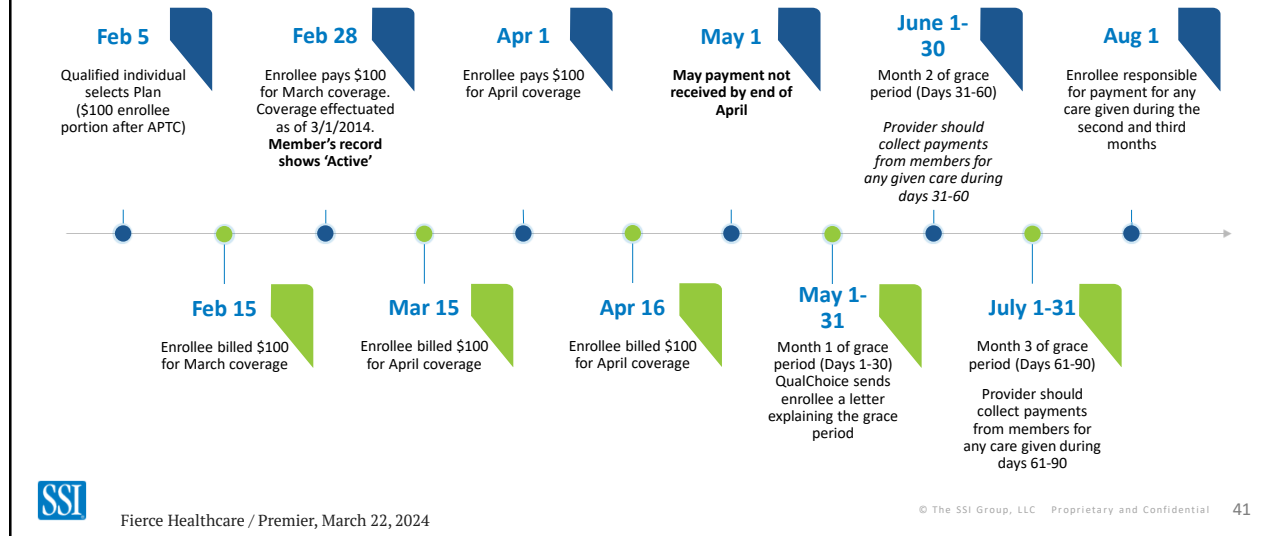 Feb 5
Qualified individual
selects Plan
($100 enrollee
portion after APTC)
Feb 28
Enrollee pays $100
for March coverage.
Coverage effectuated
as of 3/1/2014.
Member's record
shows 'Active'
Apr 1
Enrollee pays $100
for April coverage
May 1
May payment not
received by end of
April
June 1-
30
Month 2 of grace
period (Days 31-60)
Provider should
collect payments
from members for
any given care during
days 31-60
Aug 1
Enrollee responsible
for payment for any
care given during the
second and third
months
Feb 15
Enrollee billed $100
for March coverage
Mar 15
Enrollee billed $100
for April coverage
Apr 16
Enrollee billed $100
for April coverage
May 1-
31
Month 1 of grace
period (Days 1-30)
QualChoice sends
enrollee a letter
explaining the grace
period
July 1-31
Month 3 of grace
period (Days 61-90)
Provider should
collect payments
from members for
any care given during
days 61-90
SSI
Fierce Healthcare / Premier, March 22, 2024
© The SSI Group, LLC Proprietary and Confidential 41